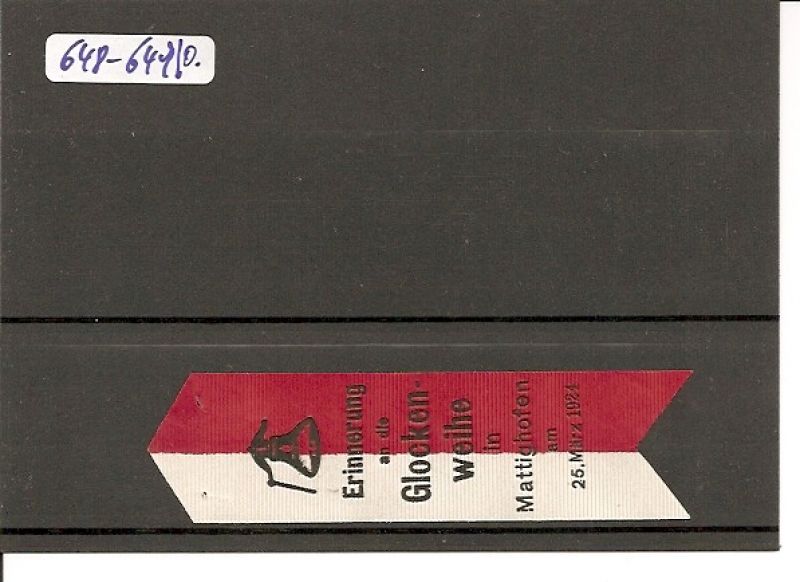 648-649/0.
Erinnerung
an die
Glocken-
weihe
in
Mattighofen
am
25. März 1924